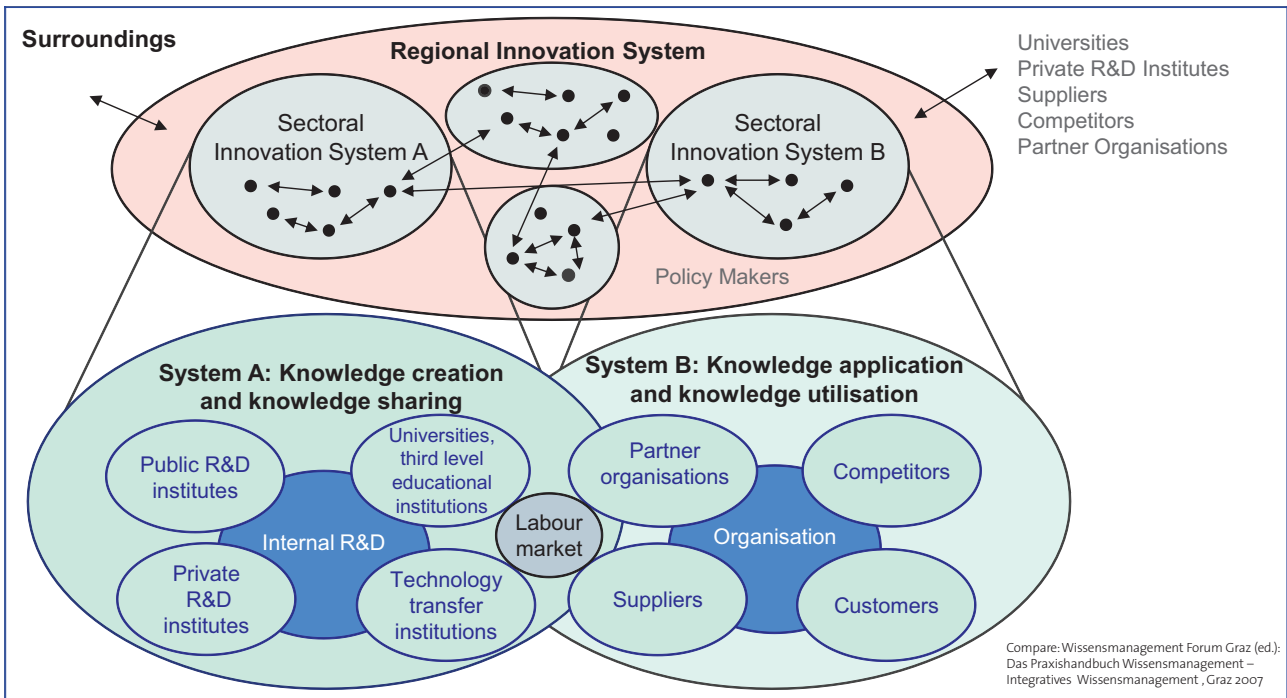 Surroundings
Regional Innovation System
Universities
Private R&D Institutes
Suppliers
Competitors
Partner Organisations
Sectoral
Innovation System A
Sectoral
Innovation System B
Policy Makers
System A: Knowledge creation
and knowledge sharing
System B: Knowledge application
and knowledge utilisation
Public R&D
institutes
Universities,
third level
educational
institutions
Internal R&D
Private
R&D
institutes
Technology
transfer
institutions
Labour
market
Partner
organisations
Competitors
Organisation
Suppliers
Customers
Compare: Wissensmanagement Forum Graz (ed.):
Das Praxishandbuch Wissensmanagement –
Integratives Wissensmanagement , Graz 2007